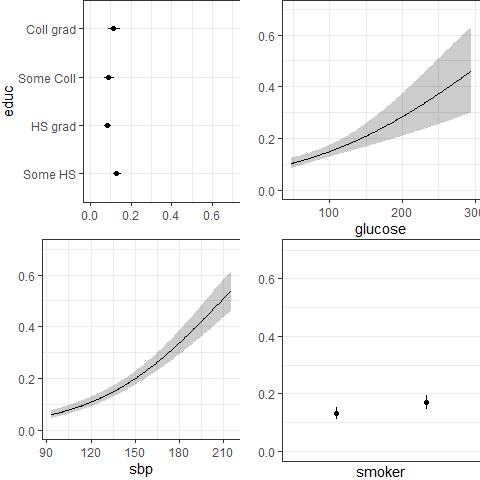 educ
Coll grad
Some Coll
HS grad
Some HS
0.0 0.2 0.4 0.6
0.6
0.4
0.2
0.0
100 200 300
glucose
0.6
0.4
0.2
0.0
90 120 150 180 210
sbp
0.6
0.4
0.2
0.0
smoker